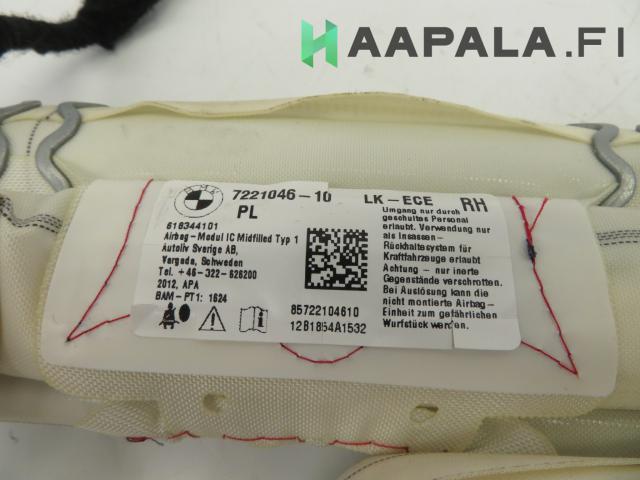 HAAPALA.FI
BMW
7221046-10 LK-ECE RH
PL
616344101
Airbag-Modul IC Midfilled Typ 1
Autoliv Sverige AB,
Vargada, Schweden
Tel. +46-322-626200
2012, APA
BAM-PT1: 1624
85722104610
12B1854A1532
Umgang nur durch
geschultes Personal
erlaubt. Verwendung nur
als Insassen-
Rückhaltesystem für
Kraftfahrzeuge erlaubt
Achtung - nur inerte
Gegenstände verschrotten.
Bei Auslösung kann die
nicht montierte Airbag-
Einheit zum gefährlichen
Wurfstück werden.